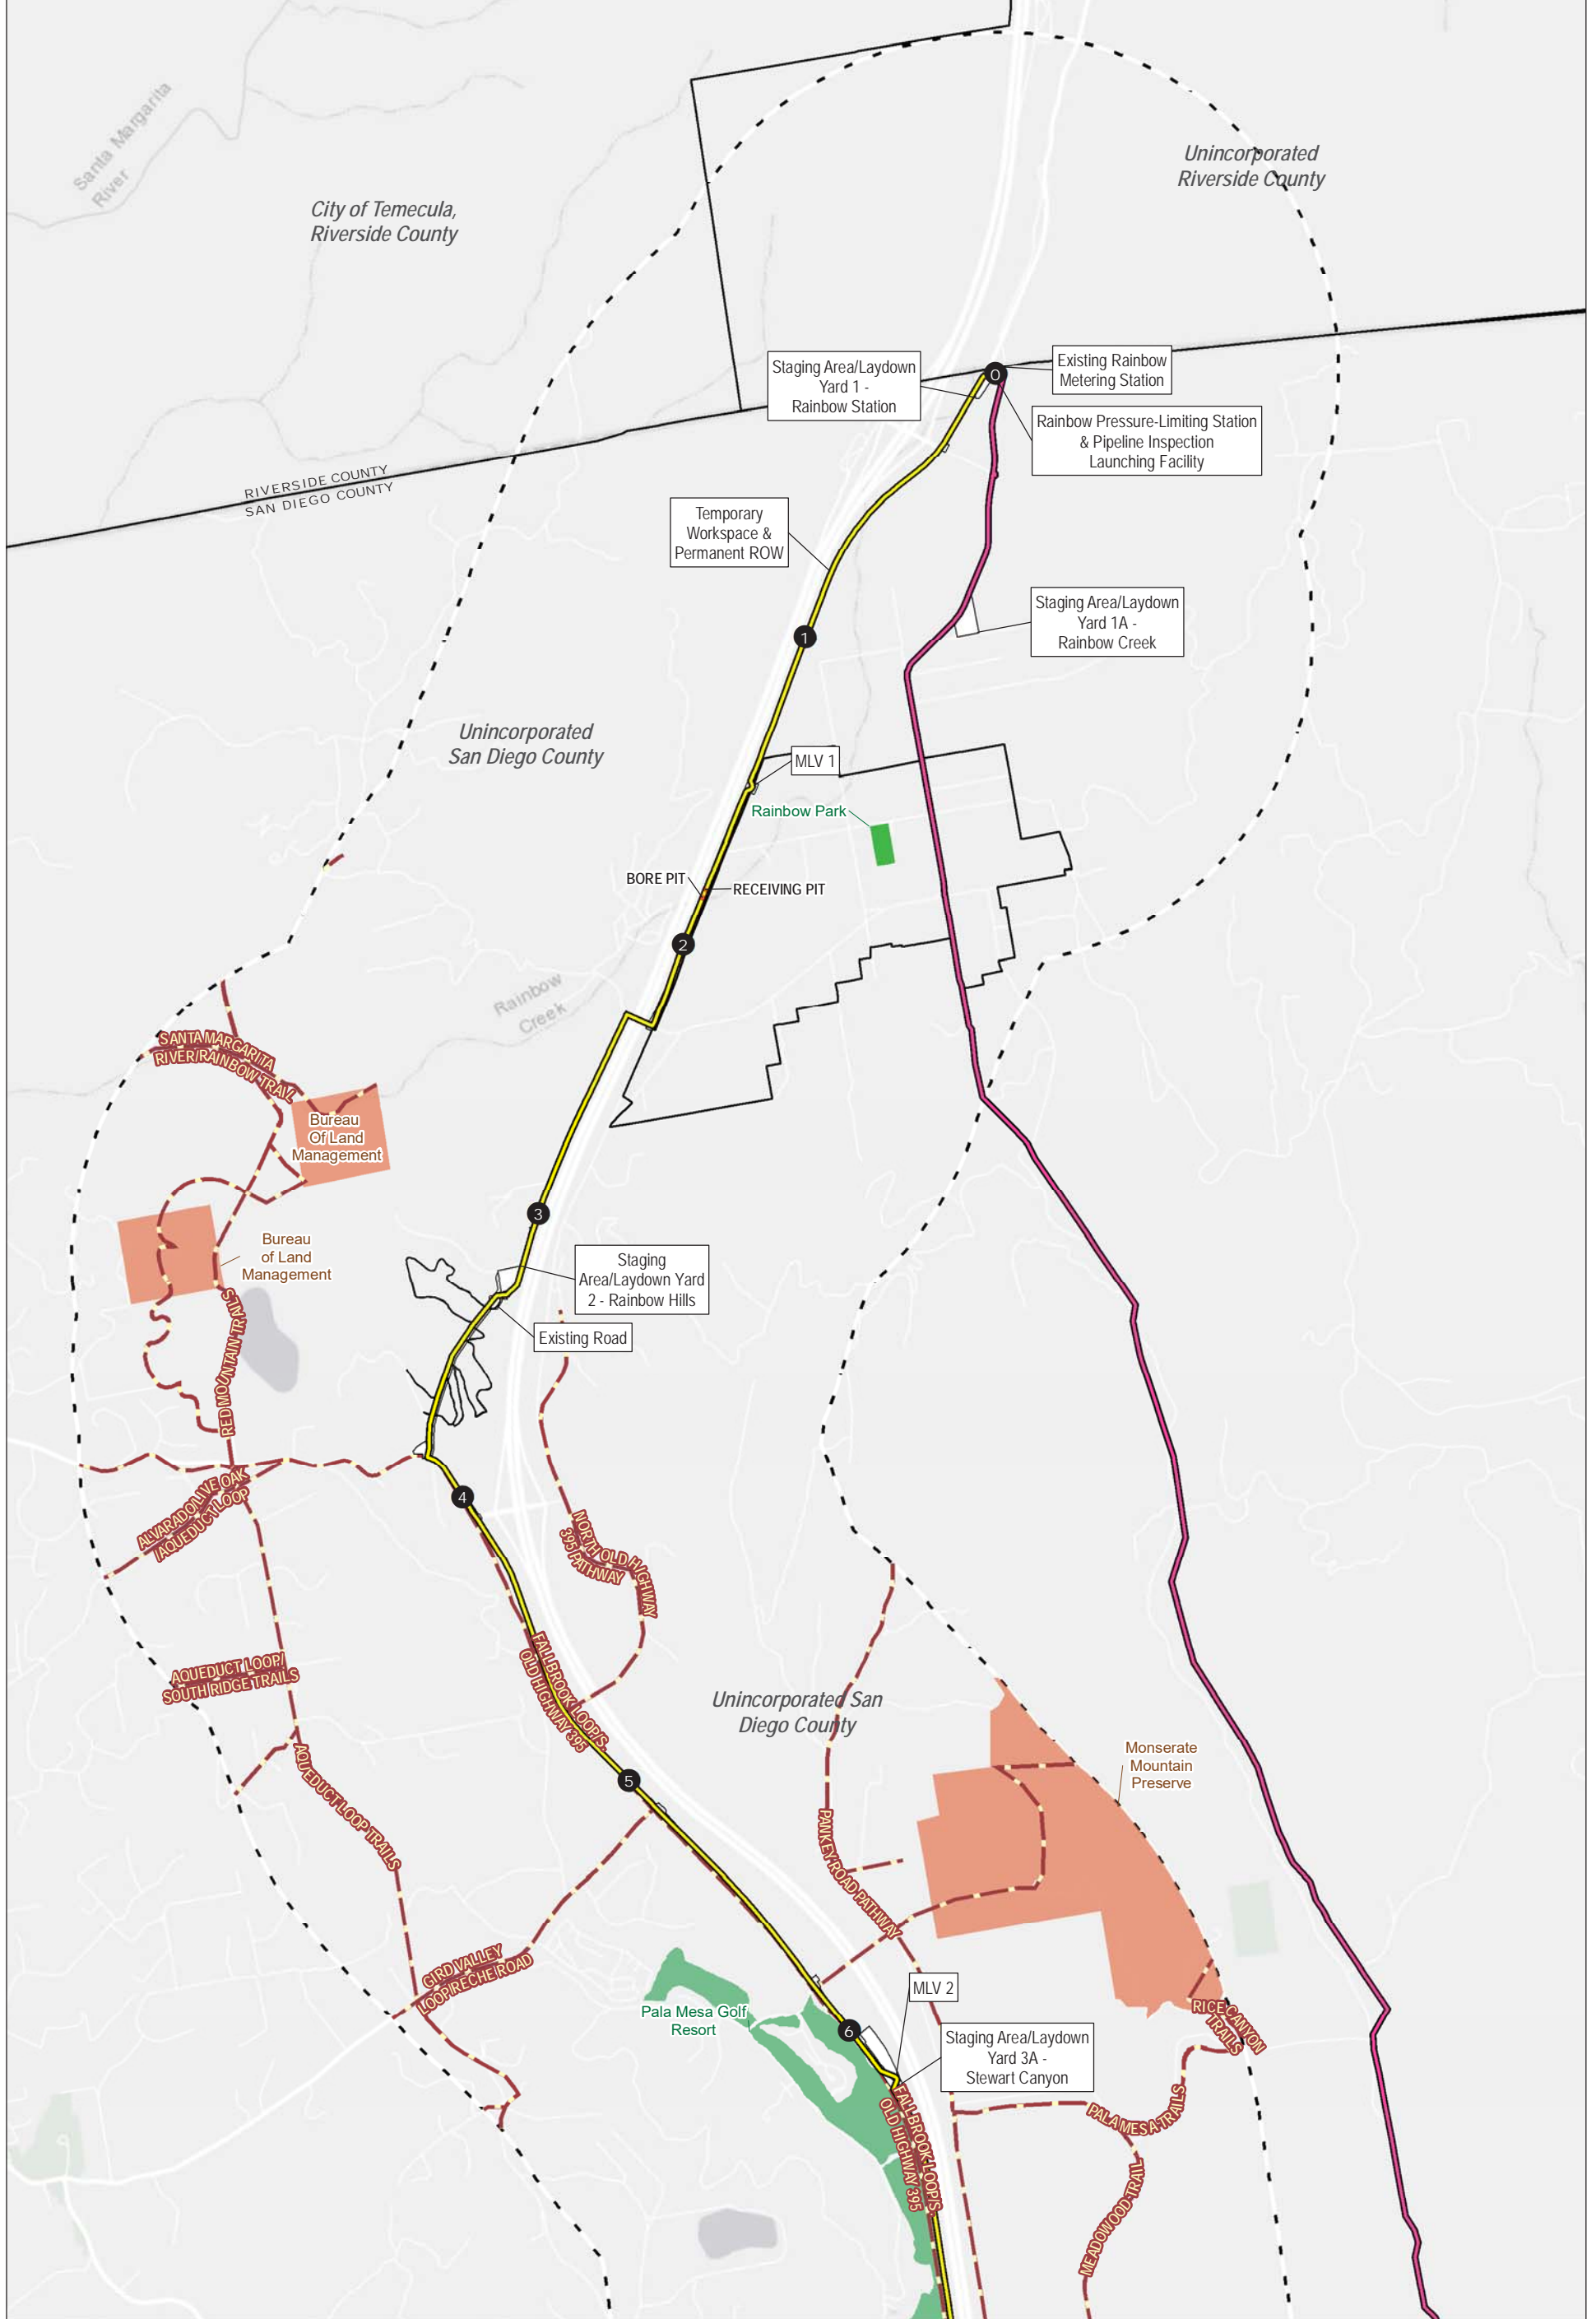 Santa Margarita
River
Unincorporated
Riverside County
City of Temecula,
Riverside County
Staging Area/Laydown
Yard 1 -
Rainbow Station
0
Existing Rainbow
Metering Station
Rainbow Pressure-Limiting Station
& Pipeline Inspection
Launching Facility
RIVERSIDE COUNTY
SAN DIEGO COUNTY
Temporary
Workspace &
Permanent ROW
Staging Area/Laydown
Yard 1A -
Rainbow Creek
1
Unincorporated
San Diego County
MLV 1
Rainbow Park
BORE PIT
RECEIVING PIT
2
Rainbow
Creek
SANTA MARGARITA
RIVER/RAINBOW TRAIL
Bureau
Of Land
Management
3
Bureau
of Land
Management
Staging
Area/Laydown Yard
2 - Rainbow Hills
Existing Road
RED MOUNTAIN TRAILS
ALVARADO/LIVE OAK
/AQUEDUCT LOOP
4
NORTH OLD HIGHWAY
395 PATHWAY
AQUEDUCT LOOP/
SOUTH RIDGE TRAILS
FALLBROOK LOOP/S.
OLD HIGHWAY 395
Unincorporated San
Diego County
5
Monserate
Mountain
Preserve
AQUEDUCT LOOP TRAILS
PANKEY ROAD PATHWAY
GIRD VALLEY
LOOP/RECHE ROAD
MLV 2
Pala Mesa Golf
Resort
6
RICE CANYON
TRAILS
Staging Area/Laydown
Yard 3A -
Stewart Canyon
PALA MESA TRAILS
FALLBROOK LOOP/S.
OLD HIGHWAY 395
MEADOWOOD TRAIL